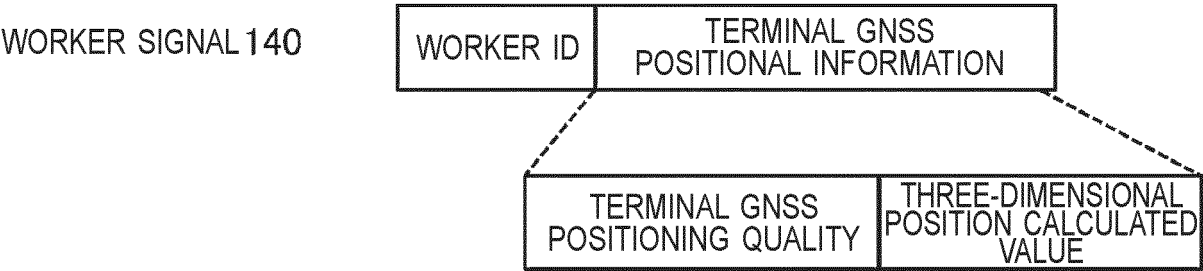 WORKER SIGNAL 140
WORKER ID
TERMINAL GNSS
POSITIONAL INFORMATION
TERMINAL GNSS
POSITIONING QUALITY
THREE-DIMENSIONAL
POSITION CALCULATED
VALUE